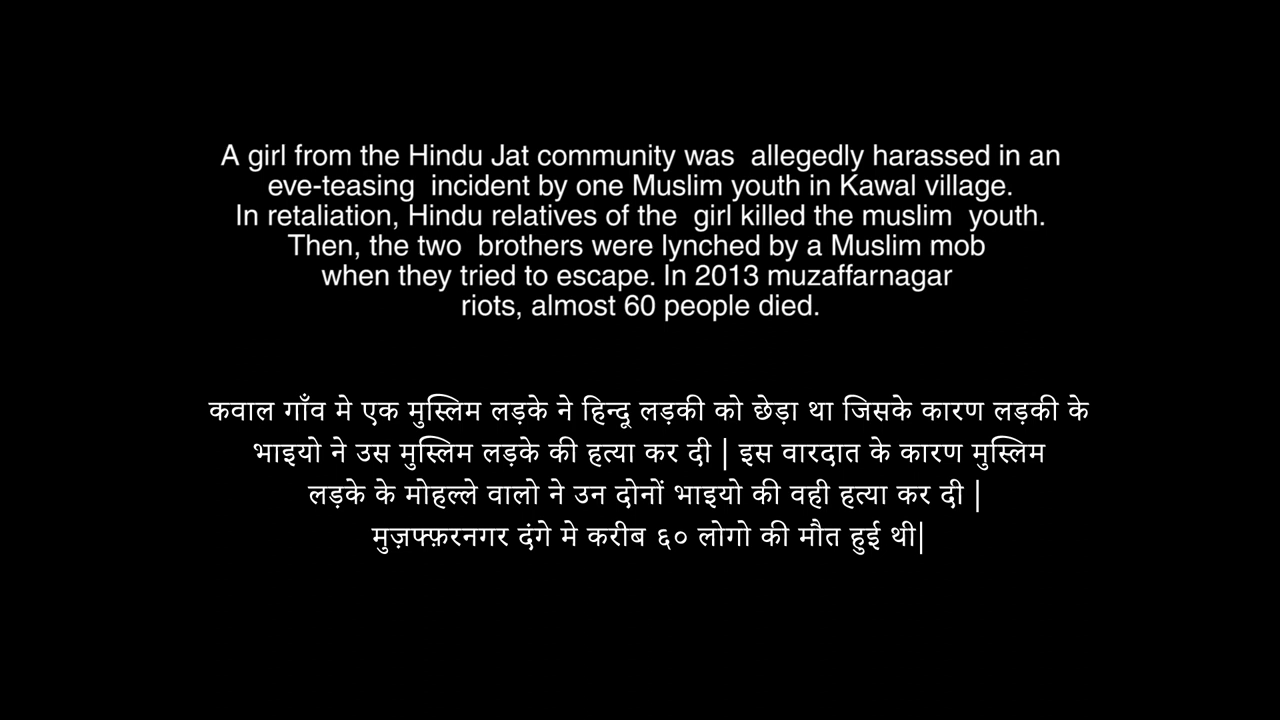 A girl from the Hindu Jat community was  allegedly harassed in an
eve-teasing  incident by one Muslim youth in Kawal village.
In retaliation, Hindu relatives of the  girl killed the muslim  youth.
Then, the two  brothers were lynched by a Muslim mob
when they tried to escape. In 2013 muzaffarnagar
riots, almost 60 people died.
कवाल गाँव मे एक मुस्लिम लड़के ने हिन्दू लड़की को छेड़ा था जिसके कारण लड़की के
भाइयो ने उस मुस्लिम लड़के की हत्या कर दी | इस वारदात के कारण मुस्लिम
लड़के के मोहल्ले वालो ने उन दोनों भाइयो की वही हत्या कर दी |
मुज़फ्फ़रनगर दंगे मे करीब ६० लोगो की मौत हुई थी|